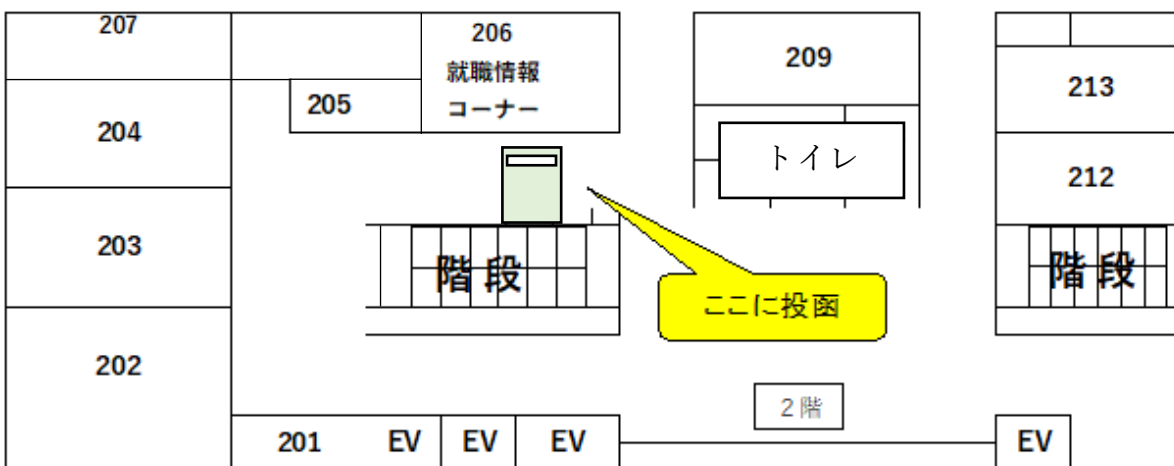 207
206
就職情報
コーナー
209
213
205
204
トイレ
212
203
階段
階段
ここに投函
202
2階
201
EV
EV
EV
EV